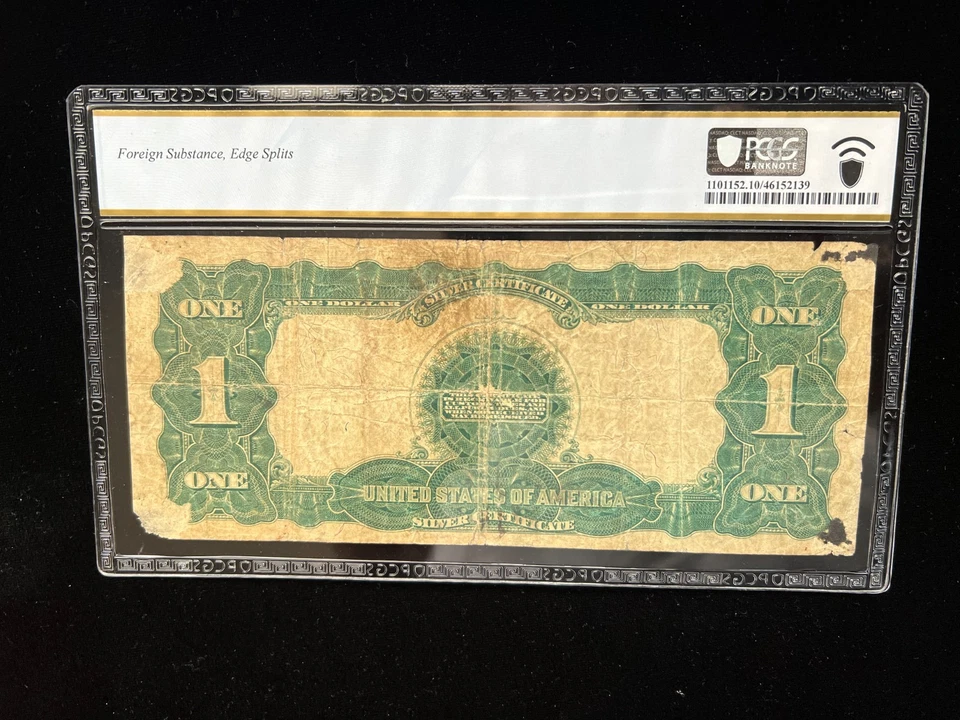 Foreign Substance, Edge Splits
PCGS
BANKNOTE
1101152.10/46152139
SILVER CERTIFICATE
ONE DOLLAR
ONE DOLLAR
ONE
ONE
1
1
ONE
ONE
UNITED STATES OF AMERICA
SILVER CERTIFICATE